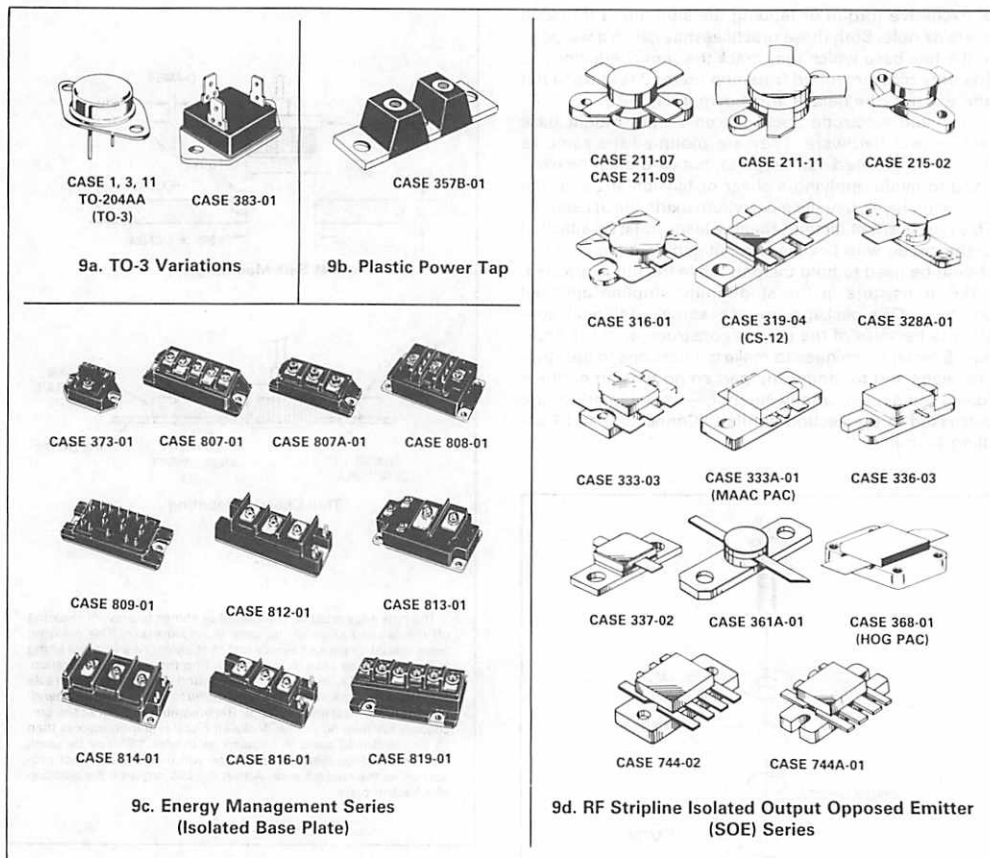 CASE 1, 3, 11
TO-204AA
(TO-3)
CASE 383-01
9a. TO-3 Variations
CASE 357B-01
9b. Plastic Power Tap
CASE 211-07
CASE 211-09
CASE 211-11
CASE 215-02
CASE 316-01
CASE 319-04
(CS-12)
CASE 328A-01
CASE 333-03
CASE 333A-01
(MAAC PAC)
CASE 336-03
CASE 337-02
CASE 361A-01
CASE 368-01
(HOG PAC)
CASE 744-02
CASE 744A-01
9d. RF Stripline Isolated Output Opposed Emitter
(SOE) Series
CASE 373-01
CASE 807-01
CASE 807A-01
CASE 808-01
CASE 809-01
CASE 812-01
CASE 813-01
CASE 814-01
CASE 816-01
CASE 819-01
9c. Energy Management Series
(Isolated Base Plate)